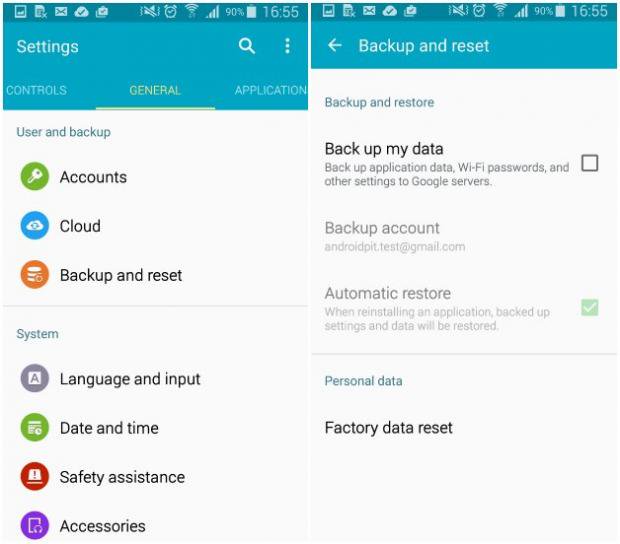 90% 16:55
Settings
CONTROLS GENERAL APPLICATION
User and backup
Accounts
Cloud
Backup and reset
System
Language and input
A
Date and time
Safety assistance
Accessories
90% 16:55
Backup and reset
Backup and restore
Back up my data
Back up application data, Wi-Fi passwords, and
other settings to Google servers.
Backup account
androidpit.test@gmail.com
Automatic restore
When reinstalling an application, backed up
settings and data will be restored.
Personal data
Factory data reset